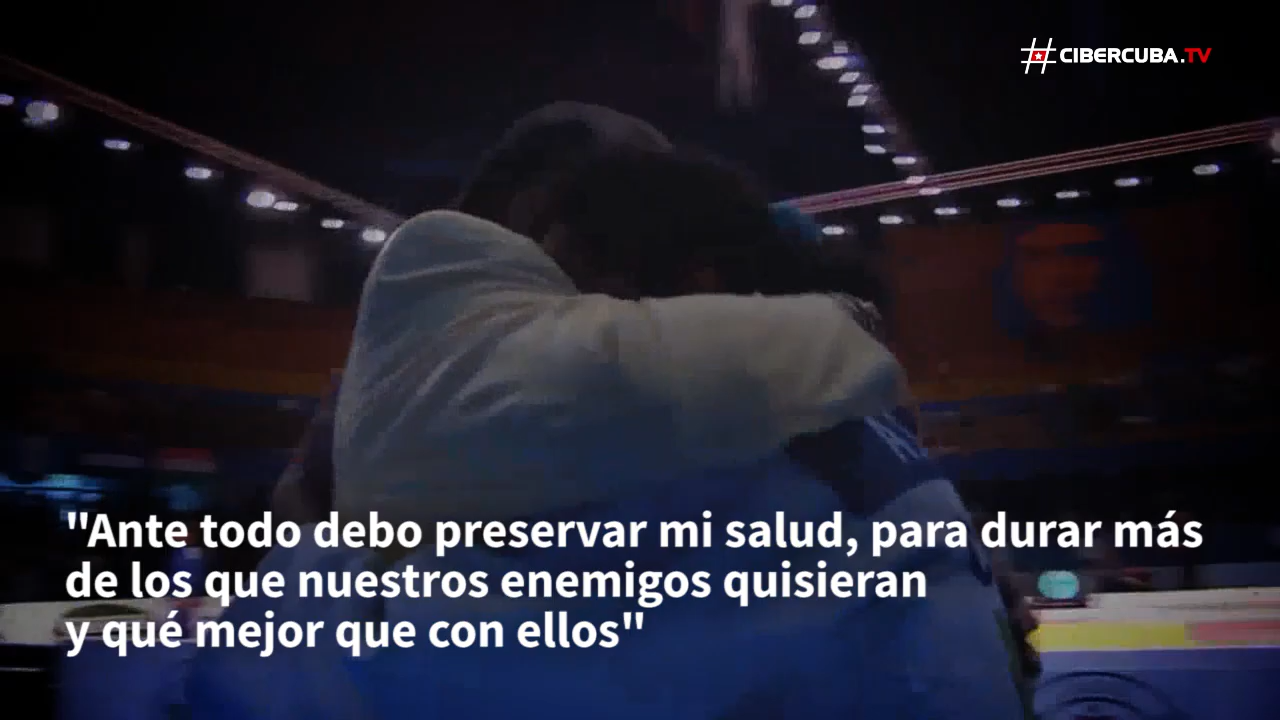 #CIBERCUBA.TV
"Ante todo debo preservar mi salud, para durar más
de los que nuestros enemigos quisieran
y qué mejor que con ellos"